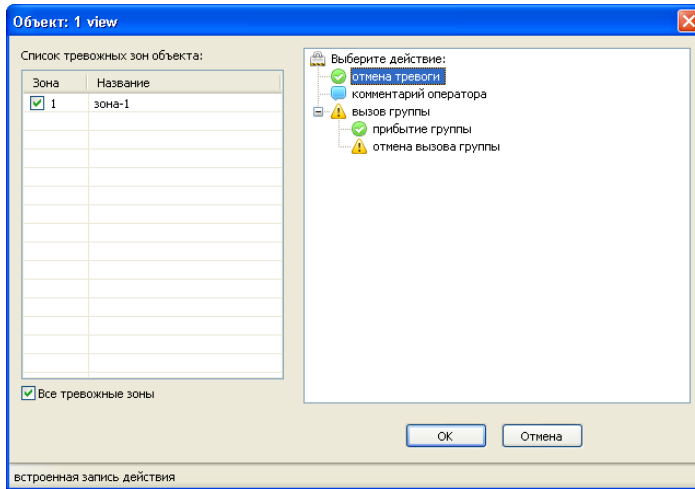 Объект: 1 view
Список тревожных зон объекта:
Зона Название
1 зона-1
Все тревожные зоны
Выберите действие:
отмена тревоги
комментарий оператора
вызов группы
прибытие группы
отмена вызова группы
OK Отмена
встроенная запись действия